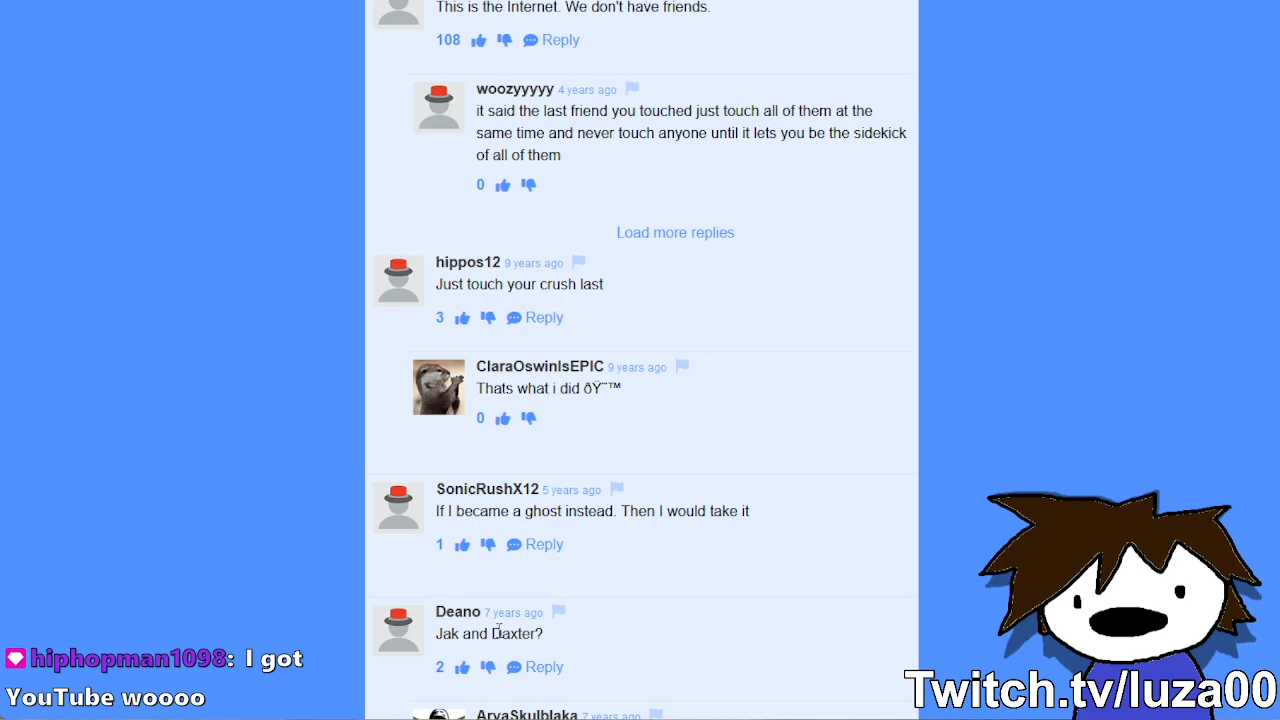 This is the Internet. We don't have friends.
108 Reply
woozyyyyy 4 years ago
it said the last friend you touched just touch all of them at the
same time and never touch anyone until it lets you be the sidekick
of all of them
0
Load more replies
hippos12 9 years ago
Just touch your crush last
3 Reply
ClaraOswinIsEPIC 9 years ago
Thats what i did ðŸ˜™
0
SonicRushX12 5 years ago
If I became a ghost instead. Then I would take it
1 Reply
Deano 7 years ago
Jak and Daxter?
2 Reply
AryaSkulblaka 7 years ago
hiphopman1098: I got
YouTube woooo
Twitch.tv/luza00